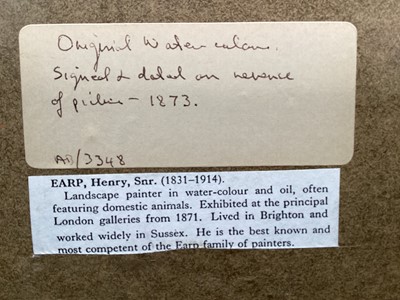 Original Water colour.
Signed & dated on reverse
of picture - 1873.
AD/3348
EARP, Henry, Snr. (1831–1914).
Landscape painter in water-colour and oil, often
featuring domestic animals. Exhibited at the principal
London galleries from 1871. Lived in Brighton and
worked widely in Sussex. He is the best known and
most competent of the Earp family of painters.